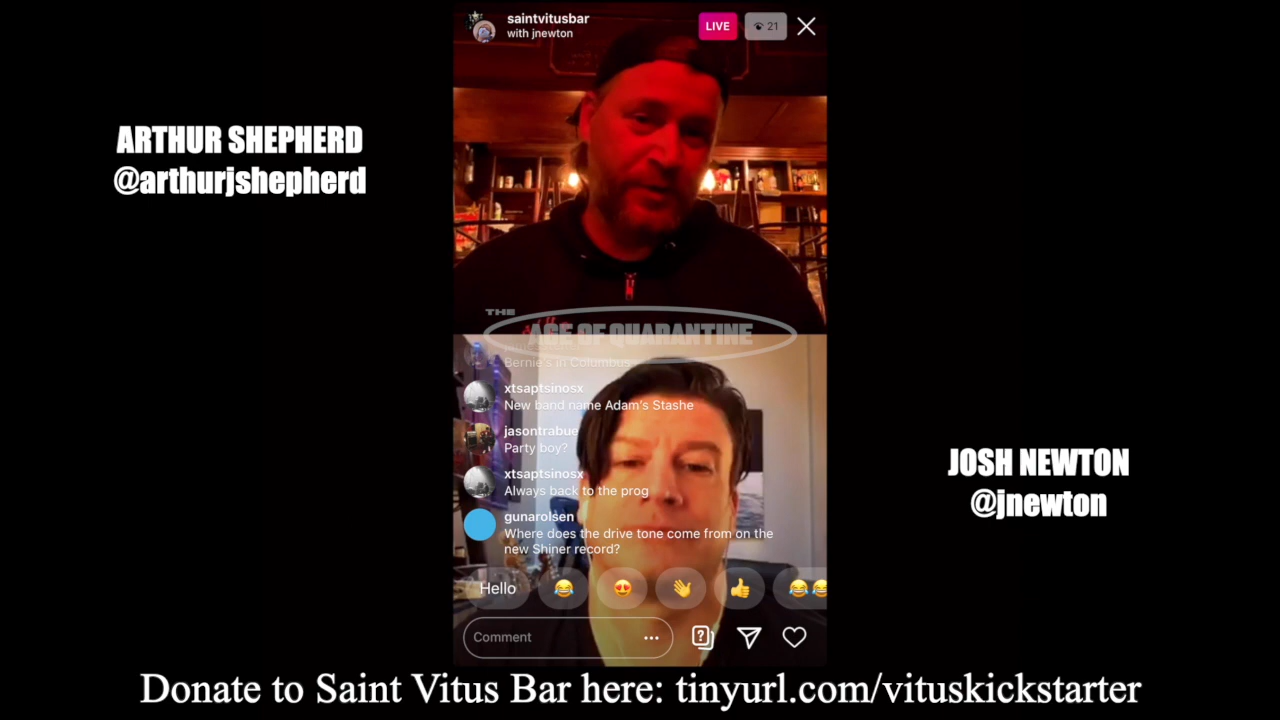 saintvitusbar
with jnewton
LIVE
21
ARTHUR SHEPHERD
@arthurjshepherd
THE
AGE OF QUARANTINE
Bernie's in Columbus
xtsaptsinosx
New band name Adam's Stashe
jasontrabue
Party boy?
xtsaptsinosx
Always back to the prog
gunarolsen
Where does the drive tone come from on the
new Shiner record?
Hello
Comment
JOSH NEWTON
@jnewton
Donate to Saint Vitus Bar here: tinyurl.com/vituskickstarter